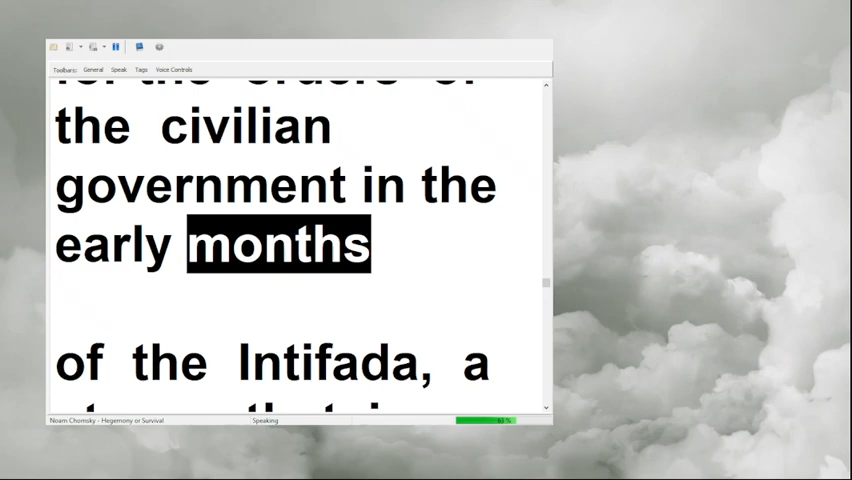 Toolbars: General Speak Tags Voice Controls
the civilian
government in the
early months
of the Intifada, a
Noam Chomsky - Hegemony or Survival Speaking 65 %